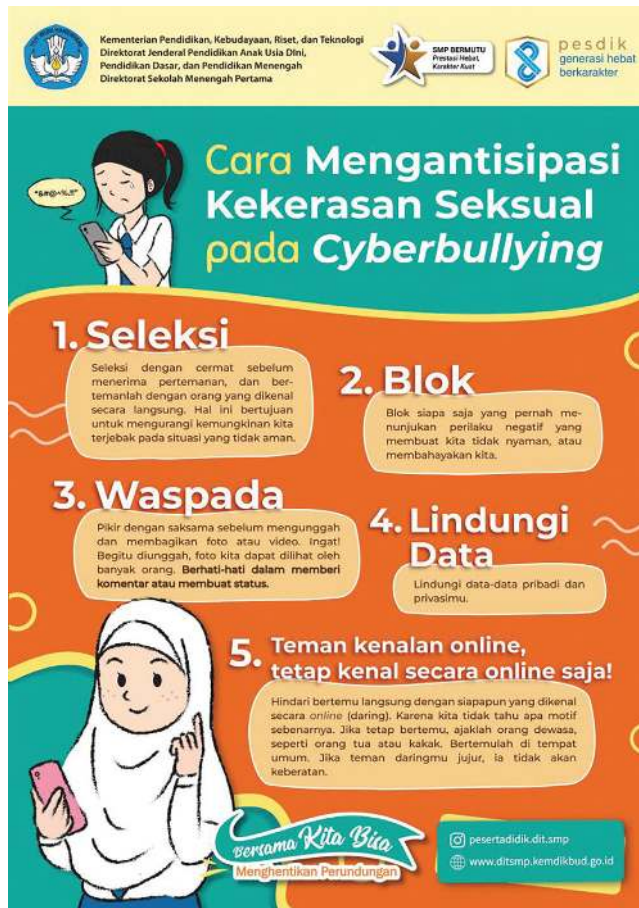 Kementerian Pendidikan, Kebudayaan, Riset, dan Teknologi
Direktorat Jenderal Pendidikan Anak Usia Dini,
Pendidikan Dasar, dan Pendidikan Menengah
Direktorat Sekolah Menengah Pertama
SMP BERMUTU
Prestasi Hebat,
Karakter Kuat
pesdik
generasi hebat
berkarakter
"&#@*%.!!"
Cara Mengantisipasi
Kekerasan Seksual
pada Cyberbullying
1. Seleksi
Seleksi dengan cermat sebelum
menerima pertemanan, dan ber-
temanlah dengan orang yang dikenal
secara langsung. Hal ini bertujuan
untuk mengurangi kemungkinan kita
terjebak pada situasi yang tidak aman.
2. Blok
Blok siapa saja yang pernah me-
nunjukan perilaku negatif yang
membuat kita tidak nyaman, atau
membahayakan kita.
3. Waspada
Pikir dengan saksama sebelum mengunggah
dan membagikan foto atau video. Ingat!
Begitu diunggah, foto kita dapat dilihat oleh
banyak orang. Berhati-hati dalam memberi
komentar atau membuat status.
4. Lindungi
Data
Lindungi data-data pribadi dan
privasimu.
5. Teman kenalan online,
tetap kenal secara online saja!
Hindari bertemu langsung dengan siapapun yang dikenal
secara online (daring). Karena kita tidak tahu apa motif
sebenarnya. Jika tetap bertemu, ajaklah orang dewasa,
seperti orang tua atau kakak. Bertemulah di tempat
umum. Jika teman daringmu jujur, ia tidak akan
keberatan.
Bersama Kita Bisa
Menghentikan Perundungan
pesertadidik.dit.smp
www.ditsmp.kemdikbud.go.id